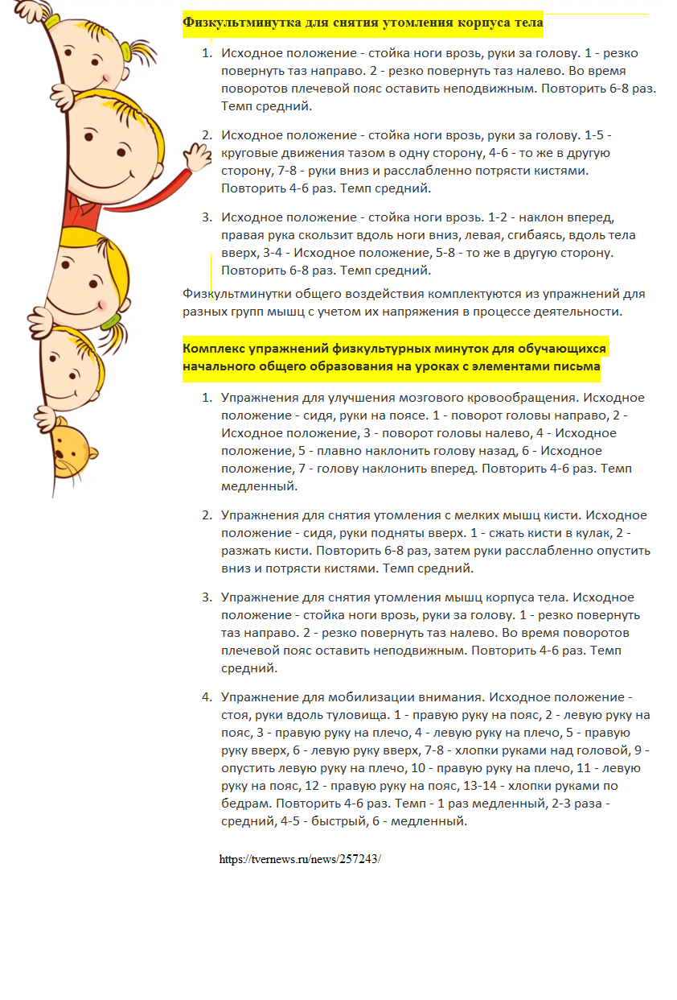 Физкультминутка для снятия утомления корпуса тела
1. Исходное положение - стойка ноги врозь, руки за голову. 1 - резко
повернуть таз направо. 2 - резко повернуть таз налево. Во время
поворотов плечевой пояс оставить неподвижным. Повторить 6-8 раз.
Темп средний.
2. Исходное положение - стойка ноги врозь, руки за голову. 1-5 -
круговые движения тазом в одну сторону, 4-6 - то же в другую
сторону, 7-8 - руки вниз и расслабленно потрясти кистями.
Повторить 4-6 раз. Темп средний.
3. Исходное положение - стойка ноги врозь. 1-2 - наклон вперед,
правая рука скользит вдоль ноги вниз, левая, сгибаясь, вдоль тела
вверх, 3-4 - Исходное положение, 5-8 - то же в другую сторону.
Повторить 6-8 раз. Темп средний.
Физкультминутки общего воздействия комплектуются из упражнений для
разных групп мышц с учетом их напряжения в процессе деятельности.
Комплекс упражнений физкультурных минуток для обучающихся
начального общего образования на уроках с элементами письма
1. Упражнения для улучшения мозгового кровообращения. Исходное
положение - сидя, руки на поясе. 1 - поворот головы направо, 2 -
Исходное положение, 3 - поворот головы налево, 4 - Исходное
положение, 5 - плавно наклонить голову назад, 6 - Исходное
положение, 7 - голову наклонить вперед. Повторить 4-6 раз. Темп
медленный.
2. Упражнения для снятия утомления с мелких мышц кисти. Исходное
положение - сидя, руки подняты вверх. 1 - сжать кисти в кулак, 2 -
разжать кисти. Повторить 6-8 раз, затем руки расслабленно опустить
вниз и потрясти кистями. Темп средний.
3. Упражнение для снятия утомления мышц корпуса тела. Исходное
положение - стойка ноги врозь, руки за голову. 1 - резко повернуть
таз направо. 2 - резко повернуть таз налево. Во время поворотов
плечевой пояс оставить неподвижным. Повторить 4-6 раз. Темп
средний.
4. Упражнение для мобилизации внимания. Исходное положение -
стоя, руки вдоль туловища. 1 - правую руку на пояс, 2 - левую руку на
пояс, 3 - правую руку на плечо, 4 - левую руку на плечо, 5 - правую
руку вверх, 6 - левую руку вверх, 7-8 - хлопки руками над головой, 9 -
опустить левую руку на плечо, 10 - правую руку на плечо, 11 - левую
руку на пояс, 12 - правую руку на пояс, 13-14 - хлопки руками по
бедрам. Повторить 4-6 раз. Темп - 1 раз медленный, 2-3 раза -
средний, 4-5 - быстрый, 6 - медленный.
https://tvernews.ru/news/257243/